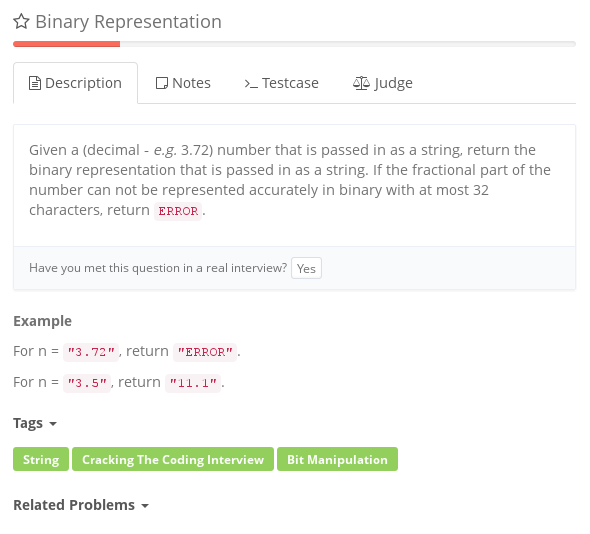 Binary Representation
Description
Notes
Testcase
Judge
Given a (decimal - e.g. 3.72) number that is passed in as a string, return the
binary representation that is passed in as a string. If the fractional part of the
number can not be represented accurately in binary with at most 32
characters, return ERROR.
Have you met this question in a real interview? Yes
Example
For n = "3.72", return "ERROR".
For n = "3.5", return "11.1".
Tags
String Cracking The Coding Interview Bit Manipulation
Related Problems